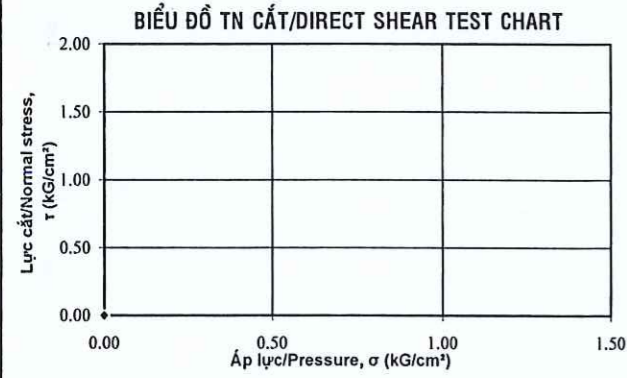 BIỂU ĐỒ TN CẮT/DIRECT SHEAR TEST CHART
Lực cắt/Normal stress,
τ (kG/cm²)
2.00
1.50
1.00
0.50
0.00
0.00 0.50 1.00 1.50
Áp lực/Pressure, σ (kG/cm²)